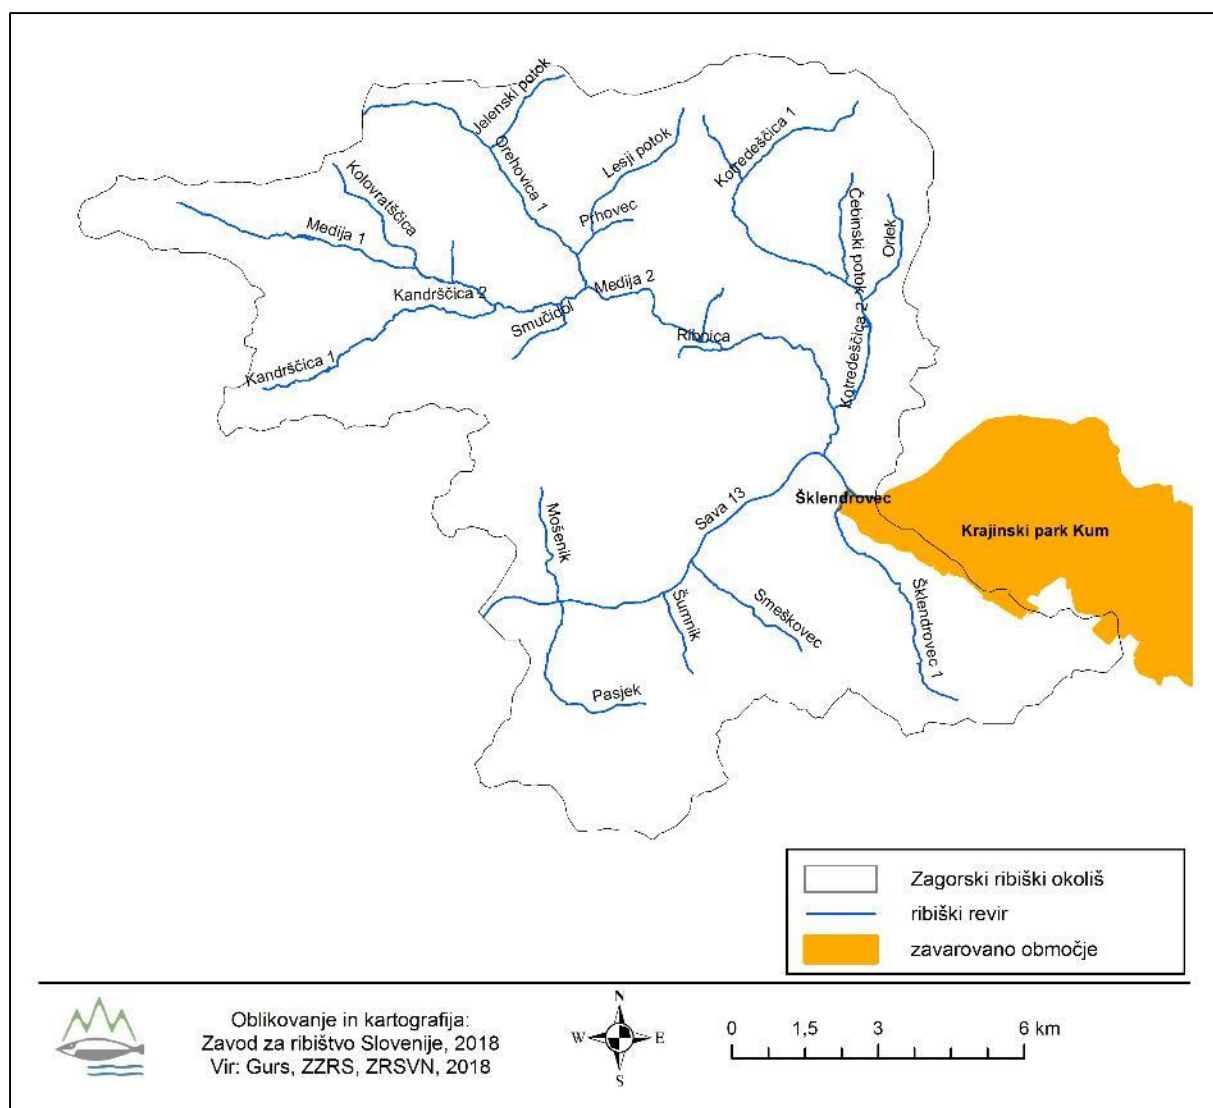 Jelenski potok
Orehovica 1
Lesji potok
Prhovec
Kotredeščica 1
Kolovratščica
Medija 1
Čebinski potok
Orlek
Kandrščica 2
Medija 2
Smučidol
Ribnica
Kotredeščica 2
Kandrščica 1
Sava 13
Šklendrovec
Krajinski park Kum
Mošenik
Šumnik
Smeškovec
Šklendrovec 1
Pasjek
Zagorski ribiški okoliš
ribiški revir
zavarovano območje
Oblikovanje in kartografija:
Zavod za ribištvo Slovenije, 2018
Vir: Gurs, ZZRS, ZRSVN, 2018
N
W E
S
0 1,5 3 6 km